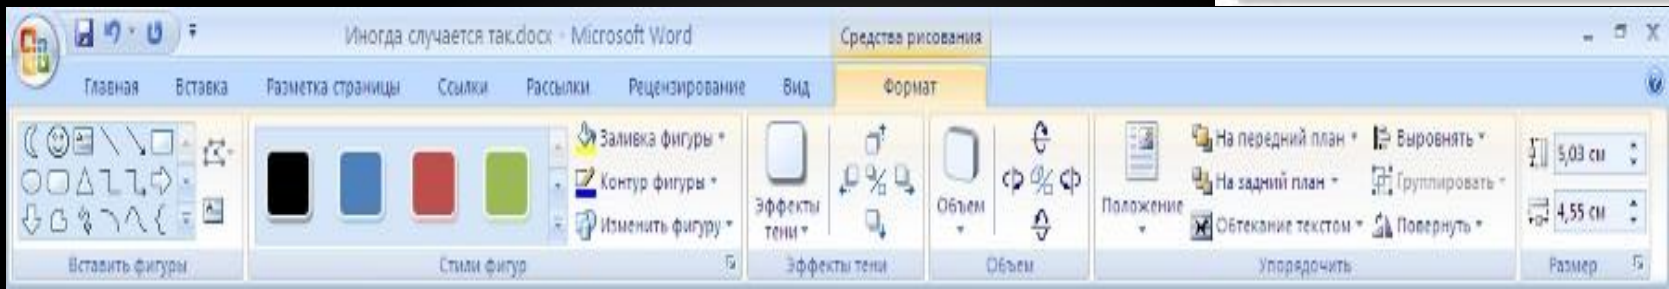 Иногда случается так.docx - Microsoft Word
Средства рисования
Главная Вставка Разметка страницы Ссылки Рассылки Рецензирование Вид Формат
Заливка фигуры
Контур фигуры
Изменить фигуру
Эффекты
тени
Объем
Положение
На передний план
На задний план
Обтекание текстом
Выровнять
Группировать
Повернуть
5,03 см
4,55 см
Вставить фигуры Стили фигур Эффекты тени Объем Упорядочить Размер